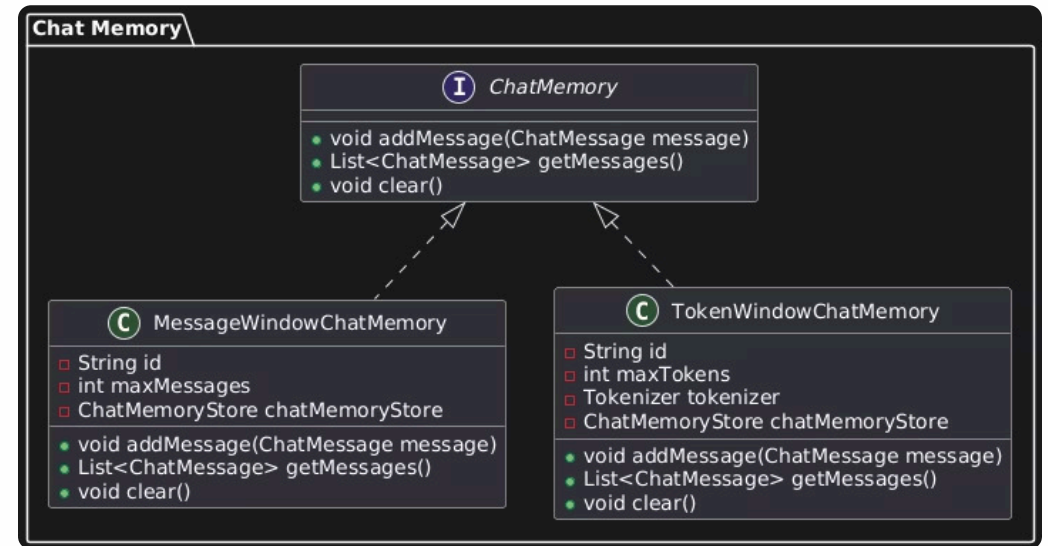 Chat Memory
I ChatMemory
void addMessage(ChatMessage message)
List<ChatMessage> getMessages()
void clear()
C MessageWindowChatMemory
String id
int maxMessages
ChatMemoryStore chatMemoryStore
void addMessage(ChatMessage message)
List<ChatMessage> getMessages()
void clear()
C TokenWindowChatMemory
String id
int maxTokens
Tokenizer tokenizer
ChatMemoryStore chatMemoryStore
void addMessage(ChatMessage message)
List<ChatMessage> getMessages()
void clear()